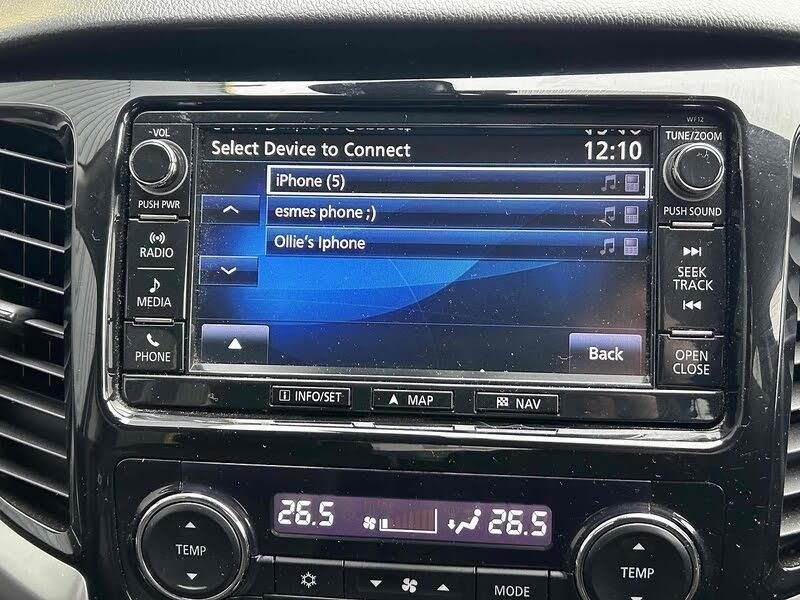 WF12
VOL
PUSH PWR
RADIO
MEDIA
PHONE
Select Device to Connect 12:10
iPhone (5)
esmes phone ;)
Ollie's Iphone
Back
TUNE/ZOOM
PUSH SOUND
SEEK
TRACK
OPEN
CLOSE
i INFO/SET
MAP
NAV
26.5 26.5
TEMP
TEMP
MODE